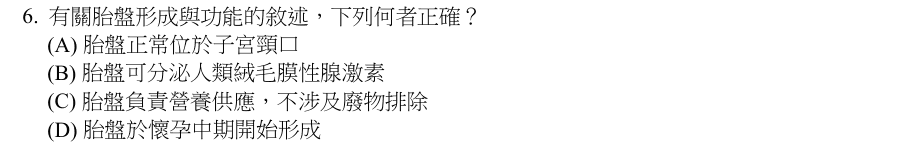 6. 有關胎盤形成與功能的敘述，下列何者正確？
(A) 胎盤正常位於子宮頸口
(B) 胎盤可分泌人類絨毛膜性腺激素
(C) 胎盤負責營養供應，不涉及廢物排除
(D) 胎盤於懷孕中期開始形成